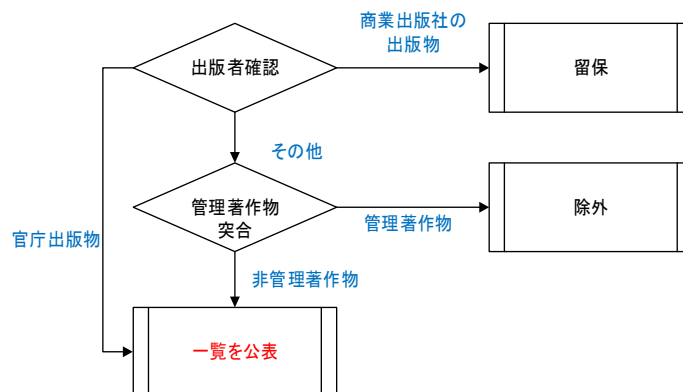 商業出版社の
出版物
出版者確認
留保
その他
管理著作物
突合
管理著作物
除外
官庁出版物
非管理著作物
一覧を公表